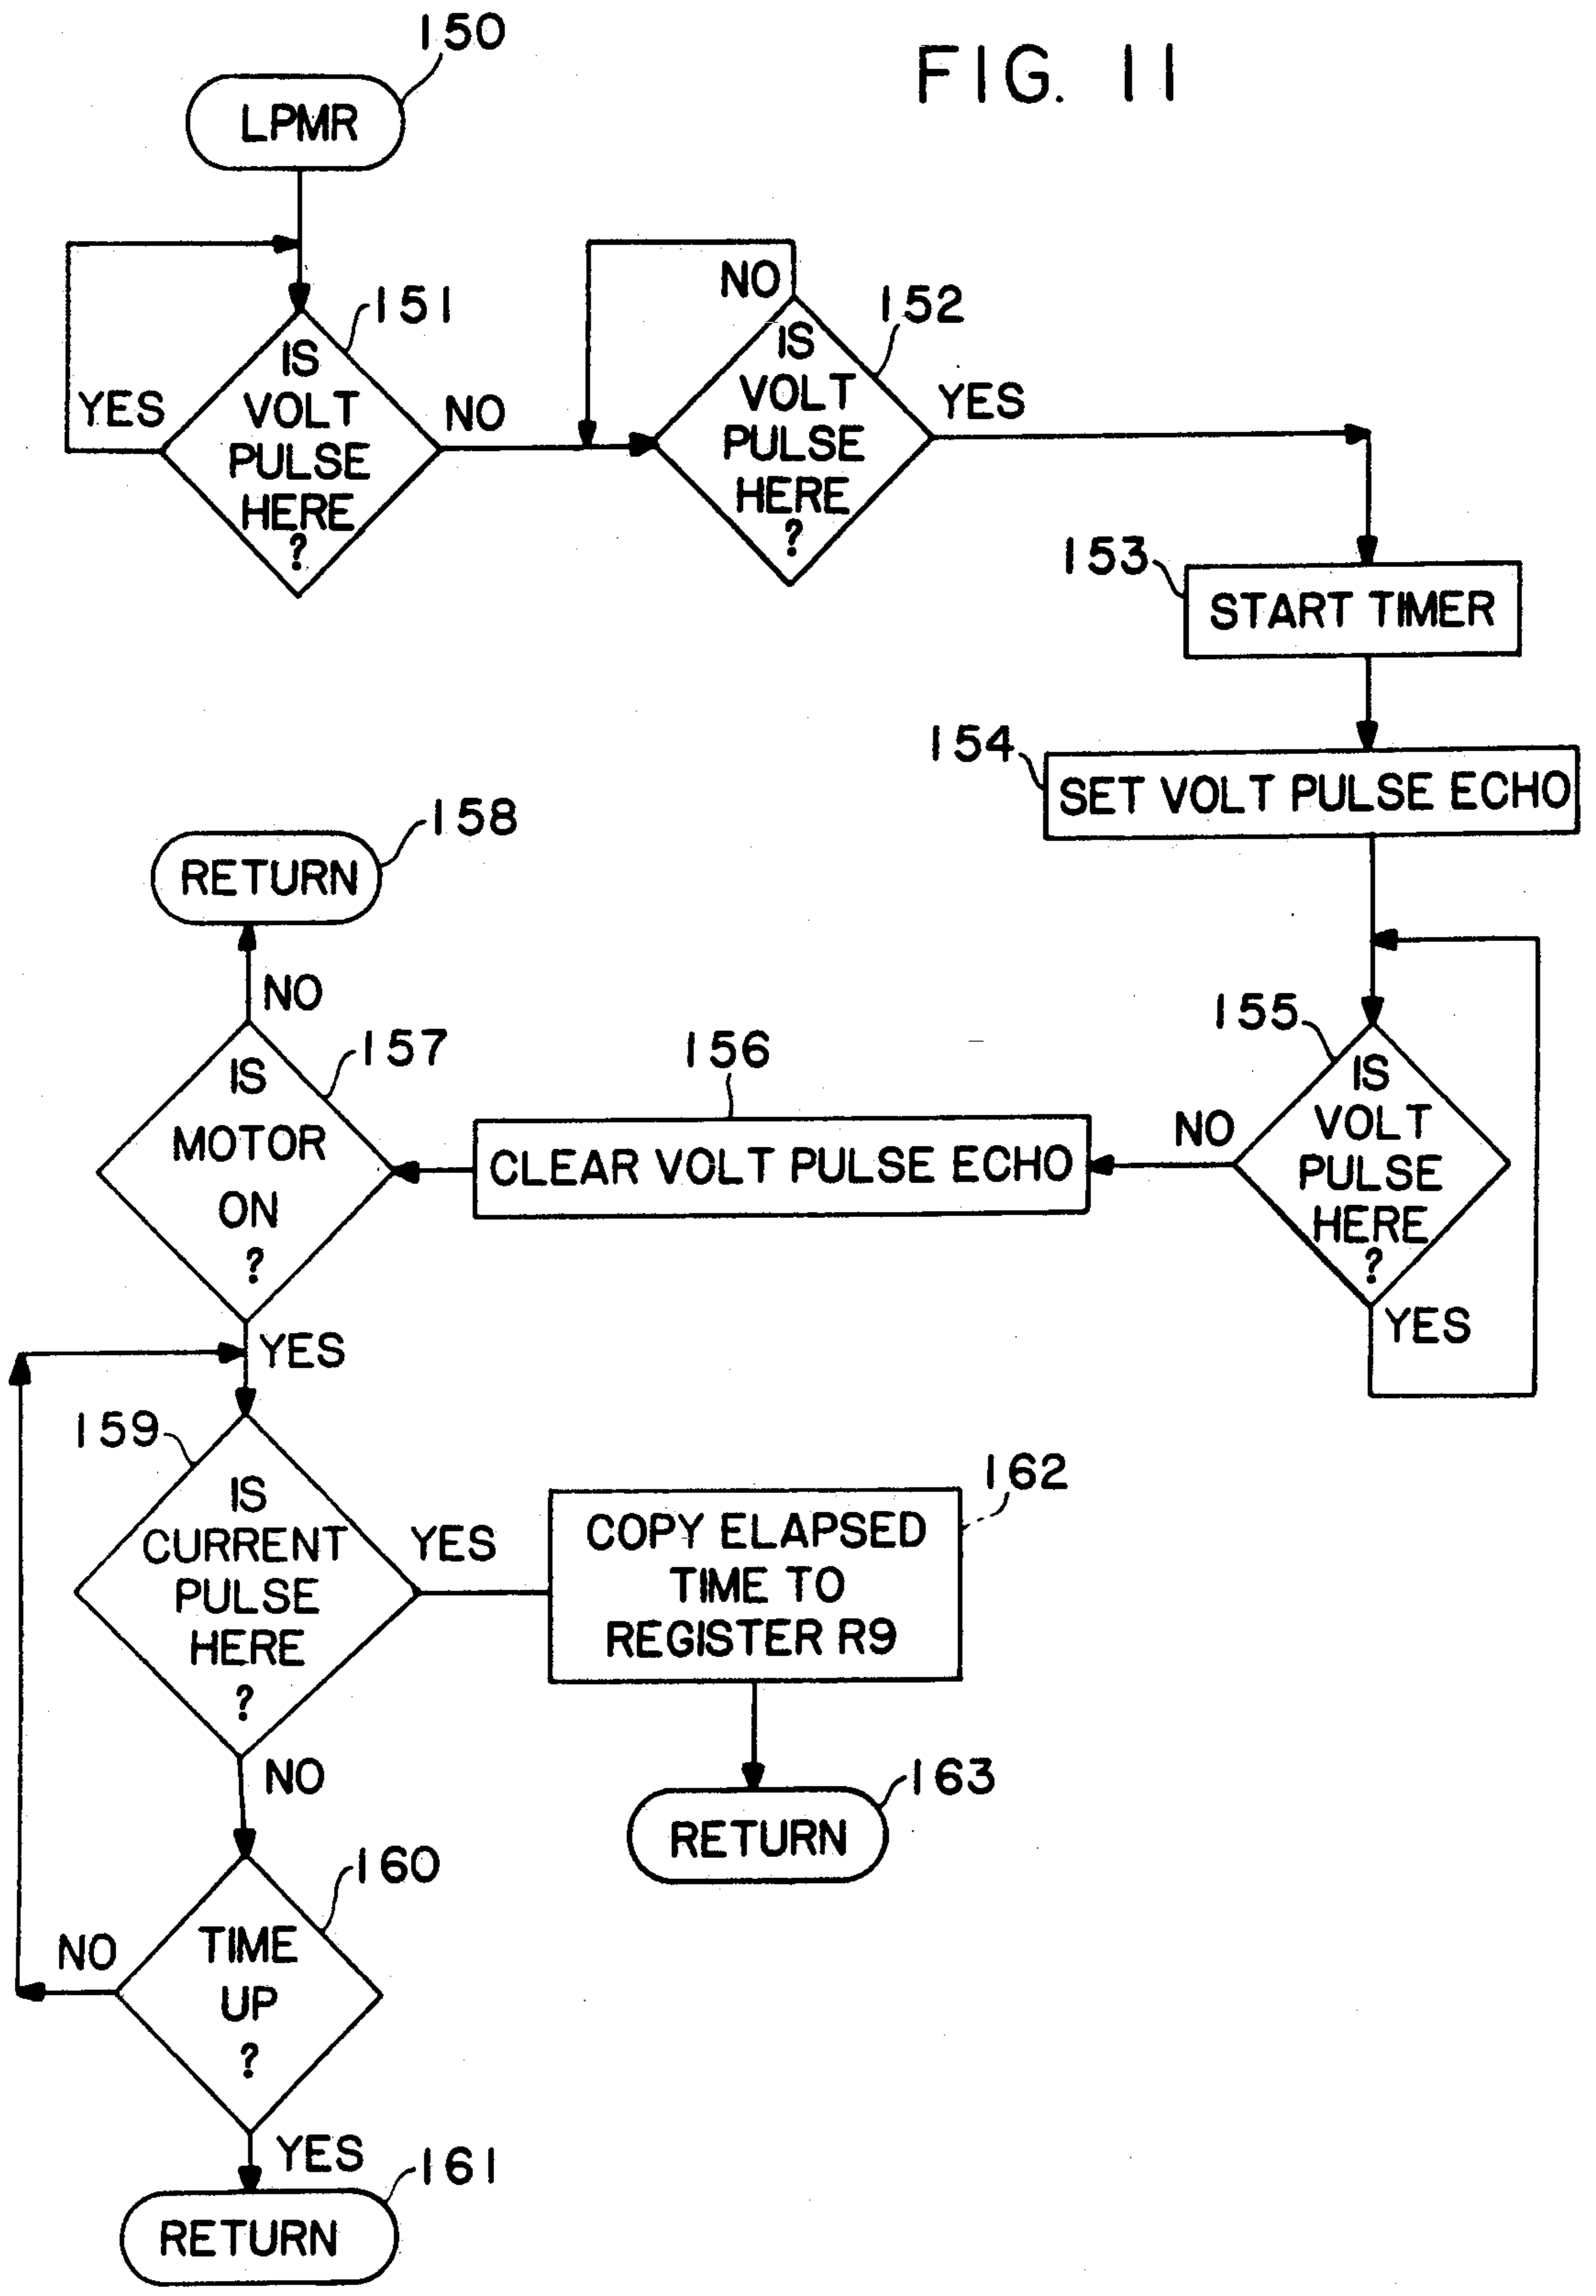 FIG. 11
150
LPMR
151
IS
VOLT
PULSE
HERE
?
YES
NO
152
IS
VOLT
PULSE
HERE
?
NO
YES
153
START TIMER
154
SET VOLT PULSE ECHO
155
IS
VOLT
PULSE
HERE
?
YES
NO
156
CLEAR VOLT PULSE ECHO
157
IS
MOTOR
ON
?
NO
158
RETURN
YES
159
IS
CURRENT
PULSE
HERE
?
YES
162
COPY ELAPSED
TIME TO
REGISTER R9
163
RETURN
NO
160
TIME
UP
?
NO
YES
161
RETURN